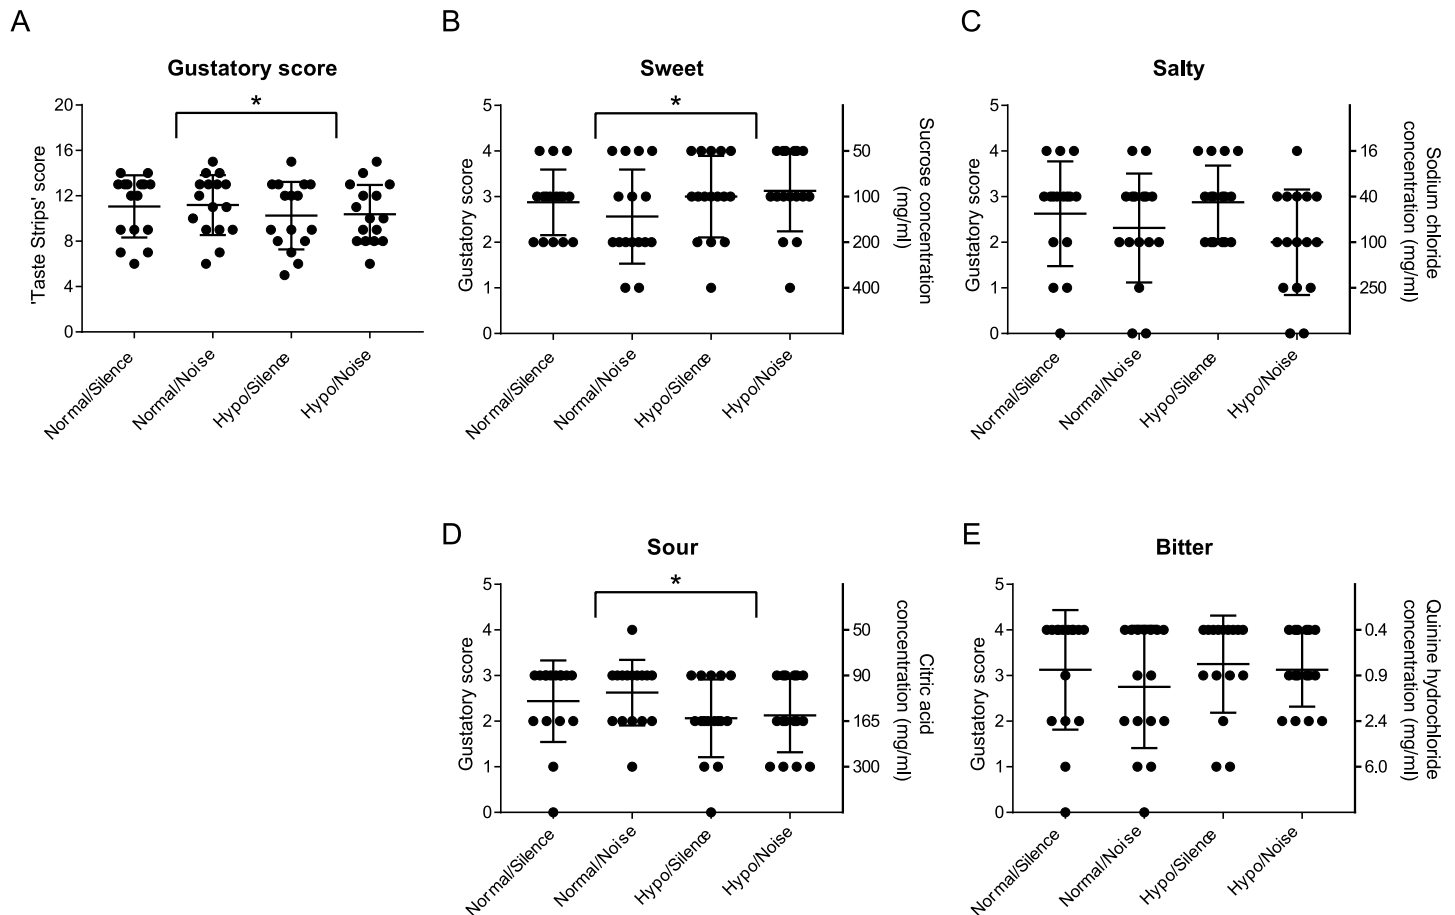 A
B
C
Gustatory score
Sweet
Salty
'Taste Strips' score
20
16
12
8
4
0
*
Normal/Silence
Normal/Noise
Hypo/Silence
Hypo/Noise
Gustatory score
5
4
3
2
1
0
*
50
100
200
400
Sucrose concentration
(mg/ml)
Normal/Silence
Normal/Noise
Hypo/Silence
Hypo/Noise
Gustatory score
5
4
3
2
1
0
16
40
100
250
Sodium chloride
concentration (mg/ml)
Normal/Silence
Normal/Noise
Hypo/Silence
Hypo/Noise
D
E
Sour
Bitter
Gustatory score
5
4
3
2
1
0
*
50
90
165
300
Citric acid
concentration (mg/ml)
Normal/Silence
Normal/Noise
Hypo/Silence
Hypo/Noise
Gustatory score
5
4
3
2
1
0
0.4
0.9
2.4
6.0
Quinine hydrochloride
concentration (mg/ml)
Normal/Silence
Normal/Noise
Hypo/Silence
Hypo/Noise